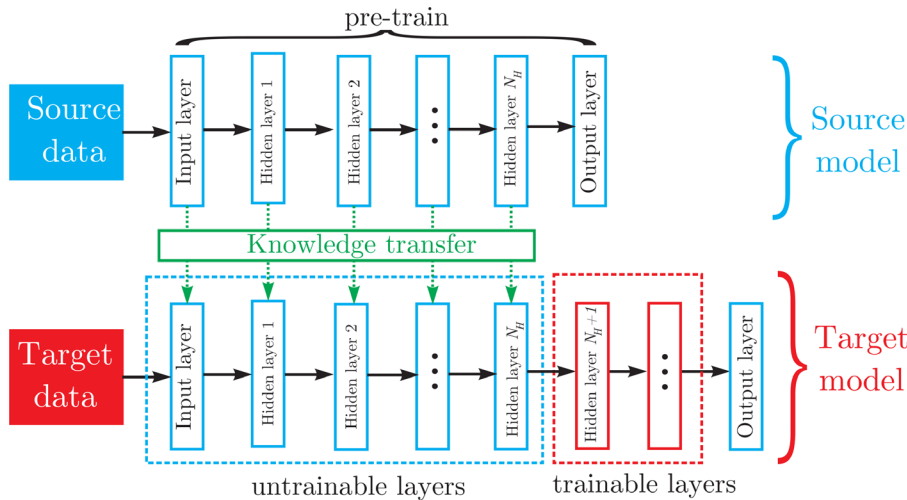 pre-train
Source
data
Input layer
Hidden layer 1
Hidden layer 2
Hidden layer N_H
Output layer
Source
model
Knowledge transfer
Target
data
Input layer
Hidden layer 1
Hidden layer 2
Hidden layer N_H
Hidden layer N_H+1
Output layer
Target
model
untrainable layers
trainable layers